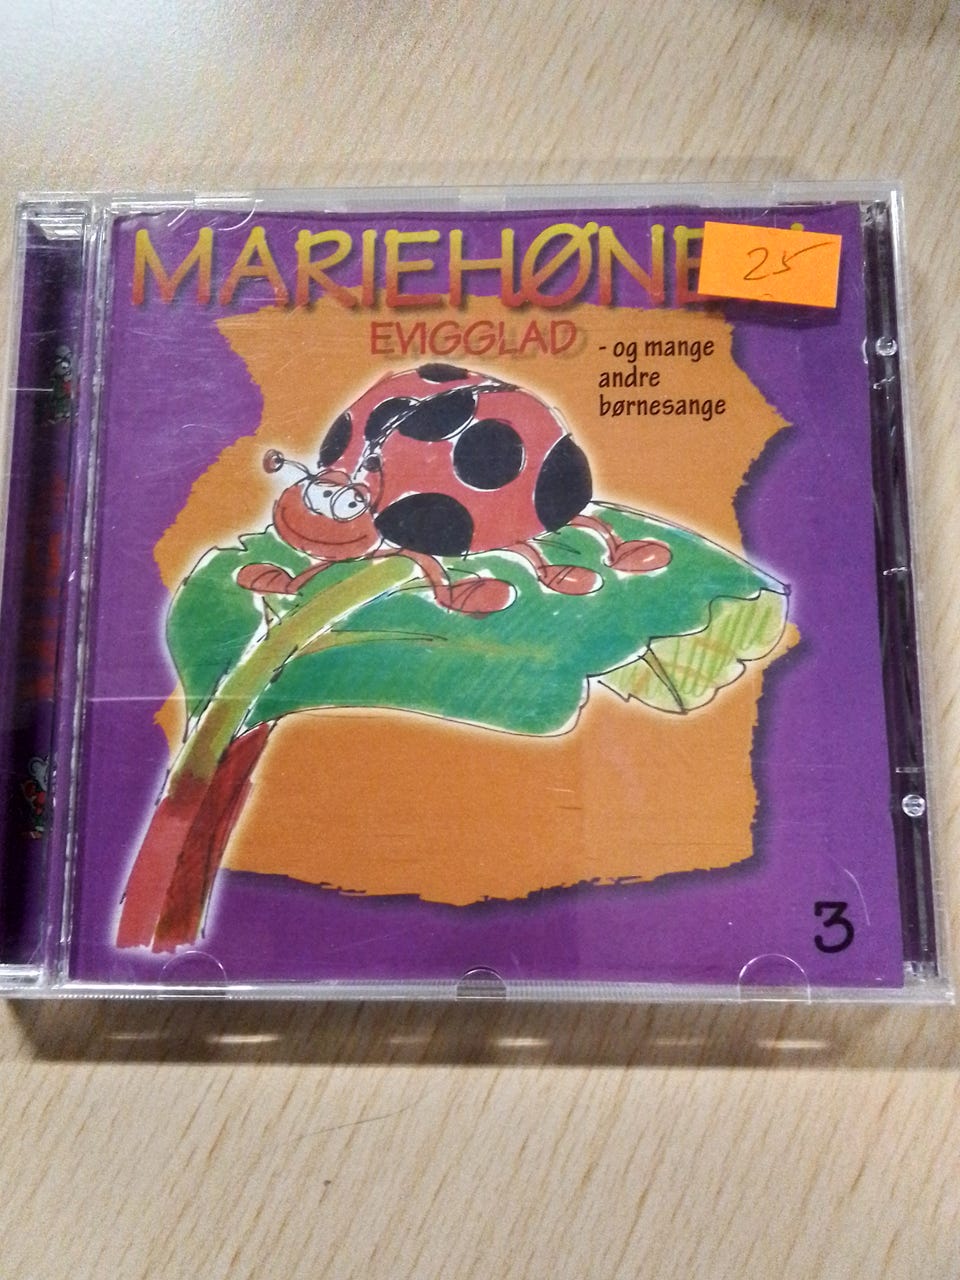 MARIEHØNE
25
EVIGGLAD
- og mange
andre
børnesange
3